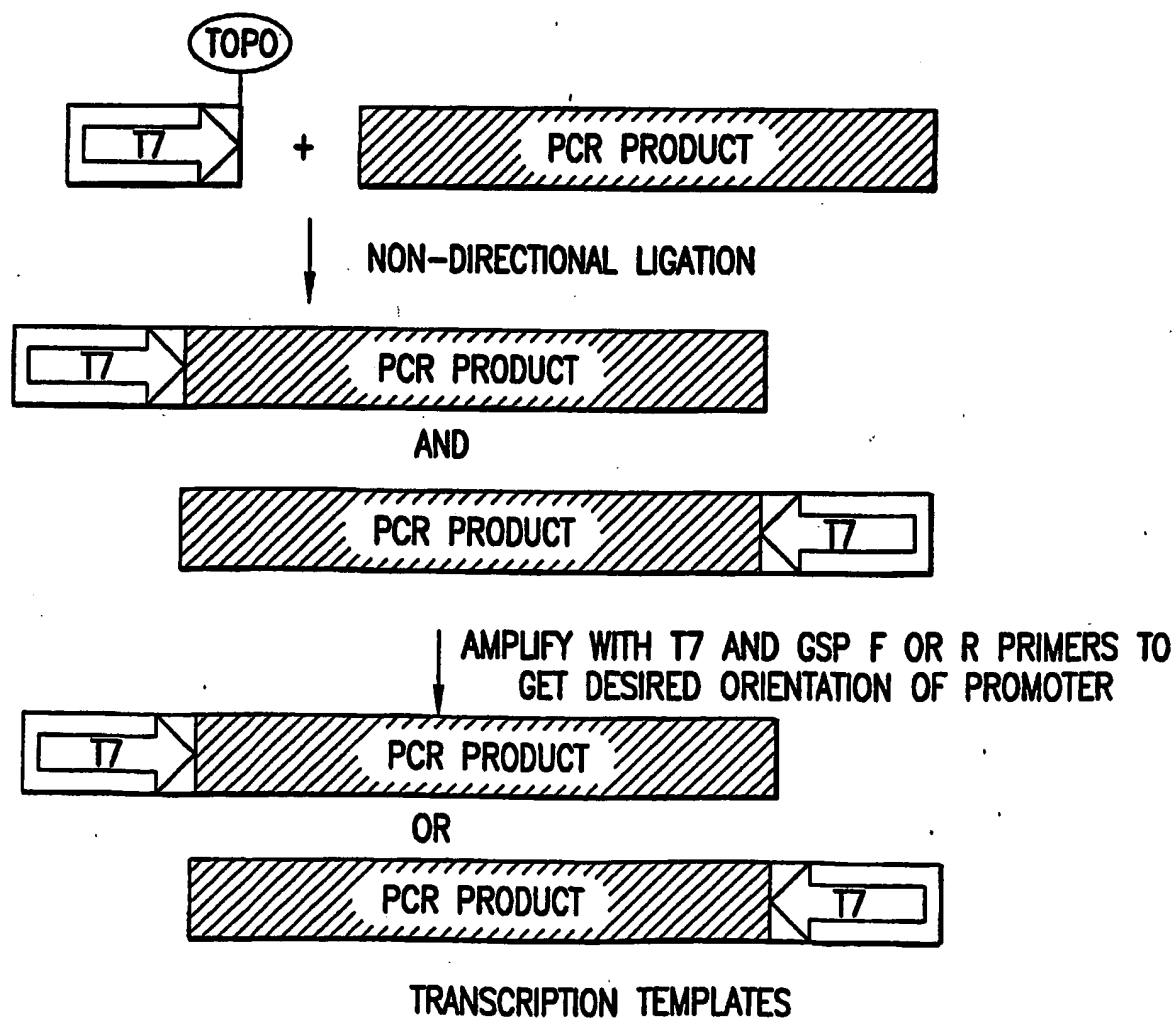 TOPO
T7
+
PCR PRODUCT
NON-DIRECTIONAL LIGATION
T7
PCR PRODUCT
AND
PCR PRODUCT
T7
AMPLIFY WITH T7 AND GSP F OR R PRIMERS TO
GET DESIRED ORIENTATION OF PROMOTER
T7
PCR PRODUCT
OR
PCR PRODUCT
T7
TRANSCRIPTION TEMPLATES